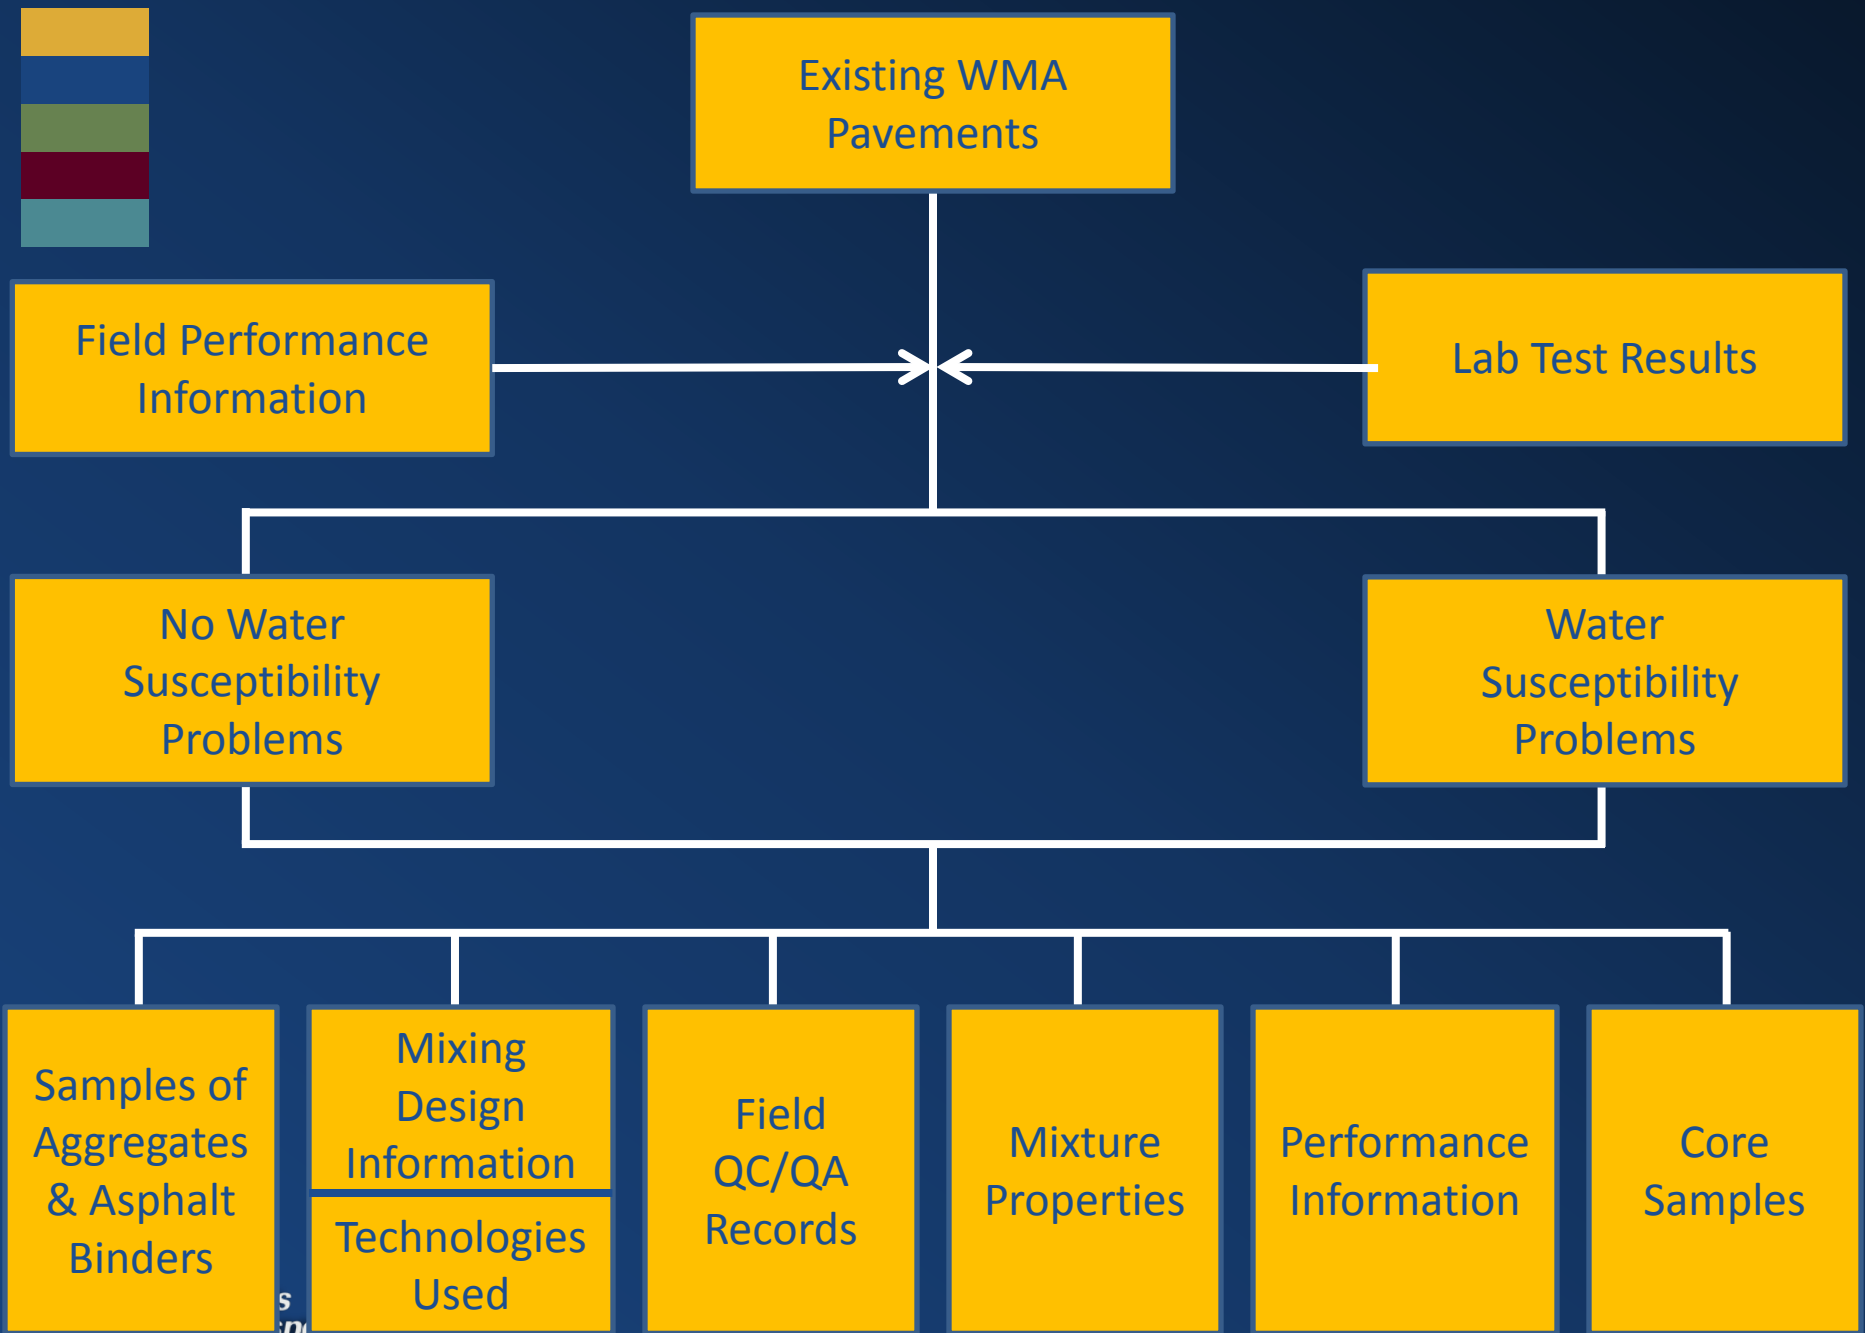 Existing WMA
Pavements
Field Performance
Information
Lab Test Results
No Water
Susceptibility
Problems
Water
Susceptibility
Problems
Samples of
Aggregates
& Asphalt
Binders
Mixing
Design
Information
Technologies
Used
Field
QC/QA
Records
Mixture
Properties
Performance
Information
Core
Samples